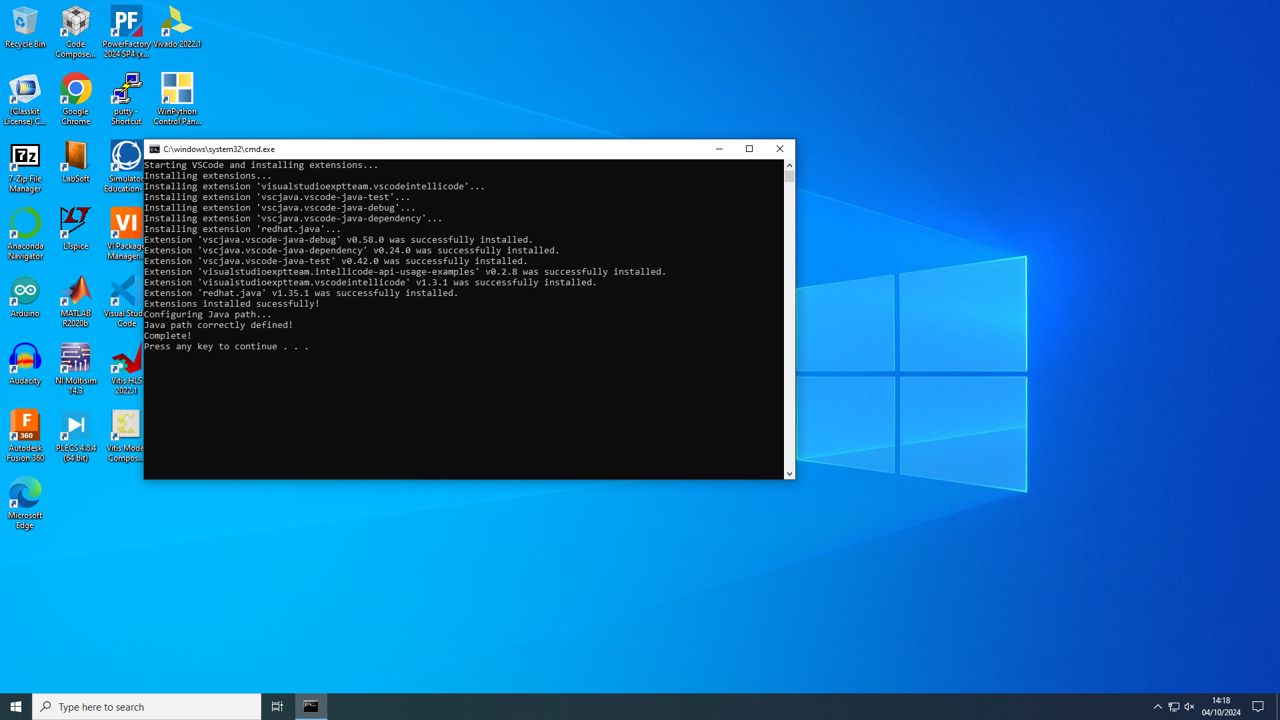 Recycle Bin
Code
Compose...
PF
PowerFactory
2024 SP4 (x...
Vivado 2022.1
(Classkit
License) C...
Google
Chrome
putty -
Shortcut
WinPython
Control Pan...
7z
7-Zip File
Manager
LabSoft
Simulator
Education...
Anaconda
Navigator
LTspice
VI
VI Package
Manager...
Arduino
MATLAB
R2020b
Visual Stud
Code
Audacity
NI Multisim
14.3
Vitis HLS
2022.1
F
360
Autodesk
Fusion 360
PLECS 4.8.4
(64 bit)
Vitis Mode
Compos...
Microsoft
Edge
C:\windows\system32\cmd.exe
Starting VSCode and installing extensions...
Installing extensions...
Installing extension 'visualstudioexptteam.vscodeintellicode'...
Installing extension 'vscjava.vscode-java-test'...
Installing extension 'vscjava.vscode-java-debug'...
Installing extension 'vscjava.vscode-java-dependency'...
Installing extension 'redhat.java'...
Extension 'vscjava.vscode-java-debug' v0.58.0 was successfully installed.
Extension 'vscjava.vscode-java-dependency' v0.24.0 was successfully installed.
Extension 'vscjava.vscode-java-test' v0.42.0 was successfully installed.
Extension 'visualstudioexptteam.intellicode-api-usage-examples' v0.2.8 was successfully installed.
Extension 'visualstudioexptteam.vscodeintellicode' v1.3.1 was successfully installed.
Extension 'redhat.java' v1.35.1 was successfully installed.
Extensions installed sucessfully!
Configuring Java path...
Java path correctly defined!
Complete!
Press any key to continue . . .
Type here to search
14:18
04/10/2024